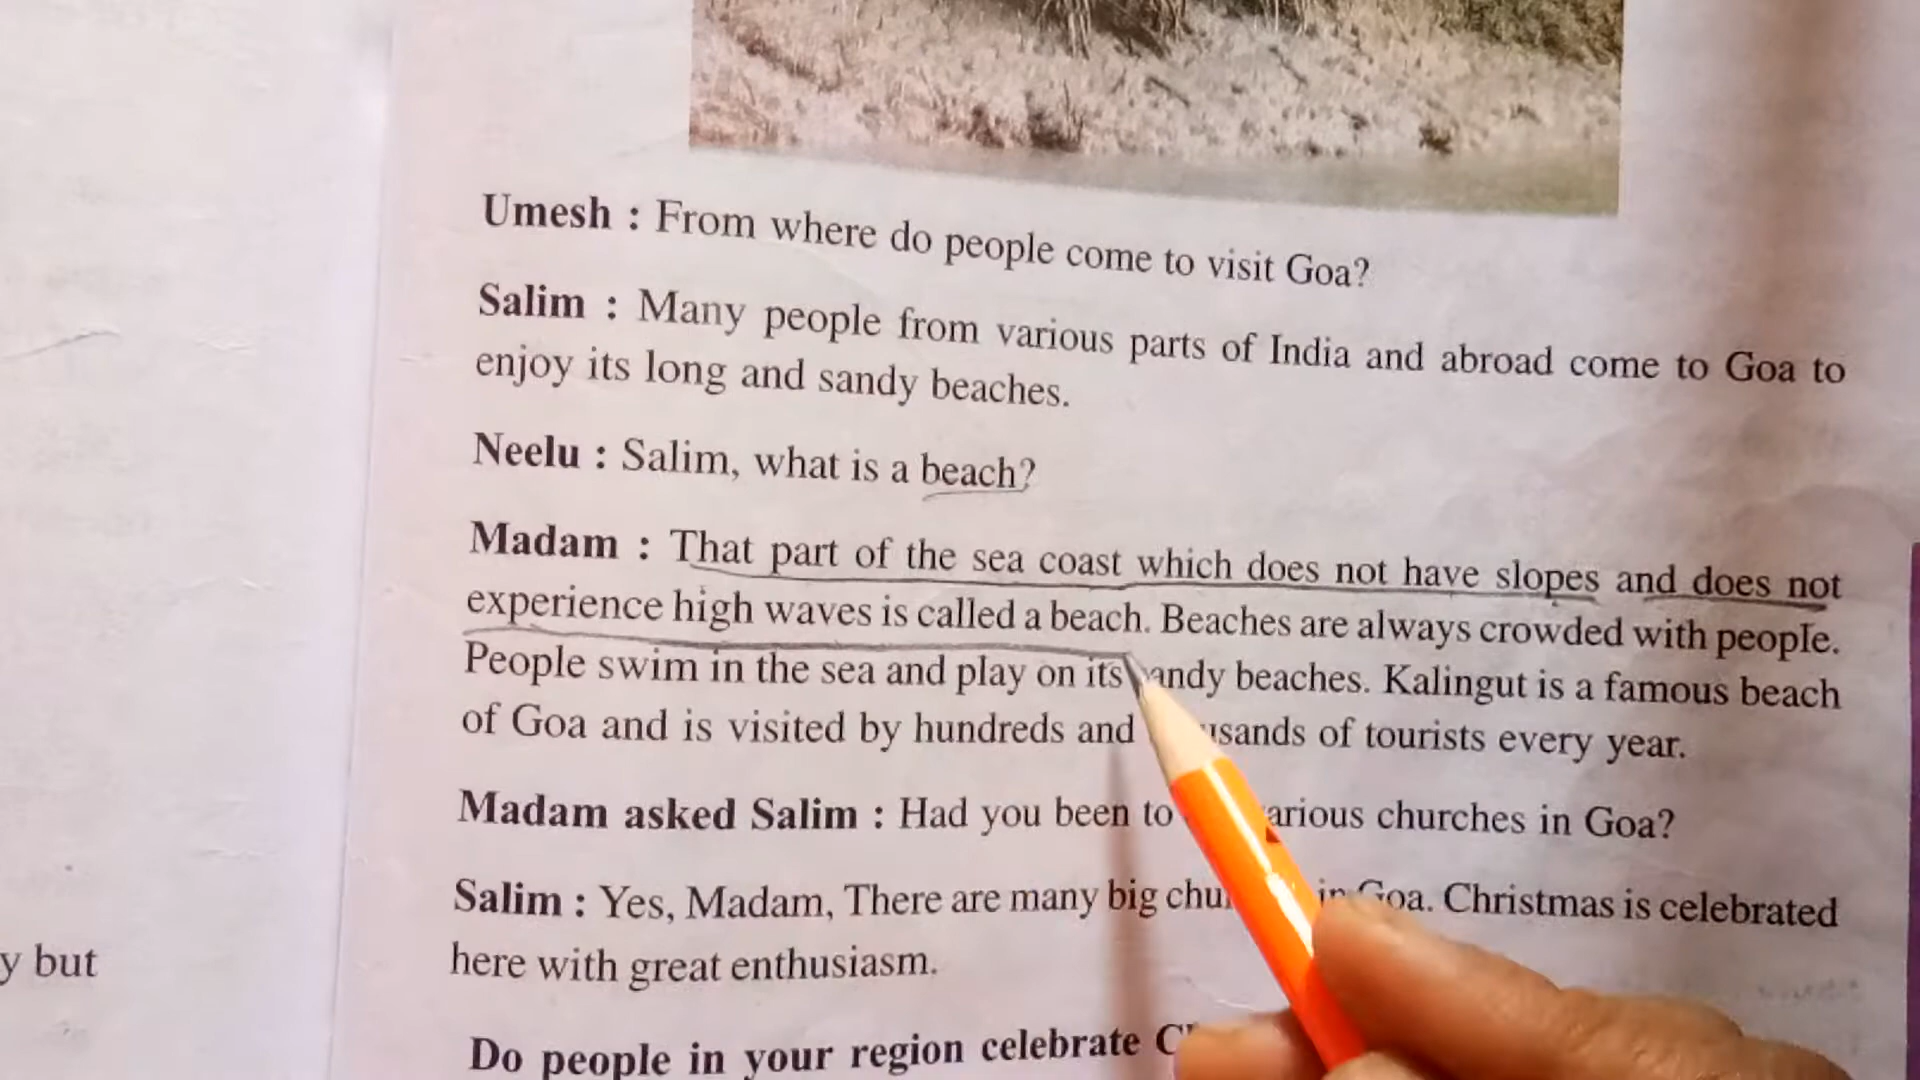 Umesh : From where do people come to visit Goa?
Salim : Many people from various parts of India and abroad come to Goa to
enjoy its long and sandy beaches.
Neelu : Salim, what is a beach?
Madam : That part of the sea coast which does not have slopes and does not
experience high waves is called a beach. Beaches are always crowded with people.
People swim in the sea and play on its beaches. Kalingut is a famous beach
of Goa and is visited by hundreds and of tourists every year.
Madam asked Salim : Had you been to churches in Goa?
Salim : Yes, Madam, There are many big in Goa. Christmas is celebrated
here with great enthusiasm.
but
Do people in your region celebrate